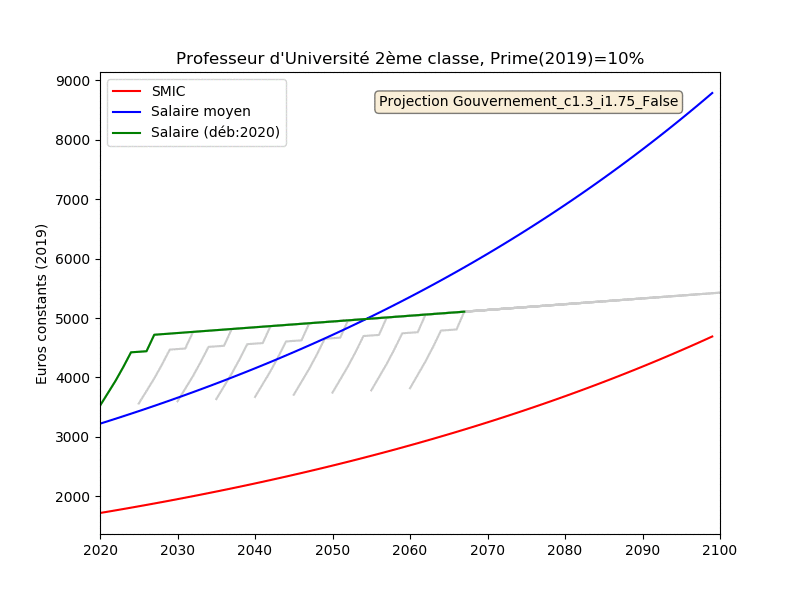 Professeur d'Université 2ème classe, Prime(2019)=10%
SMIC
Salaire moyen
Salaire (déb:2020)
Projection Gouvernement_c1.3_i1.75_False
Euros constants (2019)
9000
8000
7000
6000
5000
4000
3000
2000
2020 2030 2040 2050 2060 2070 2080 2090 2100